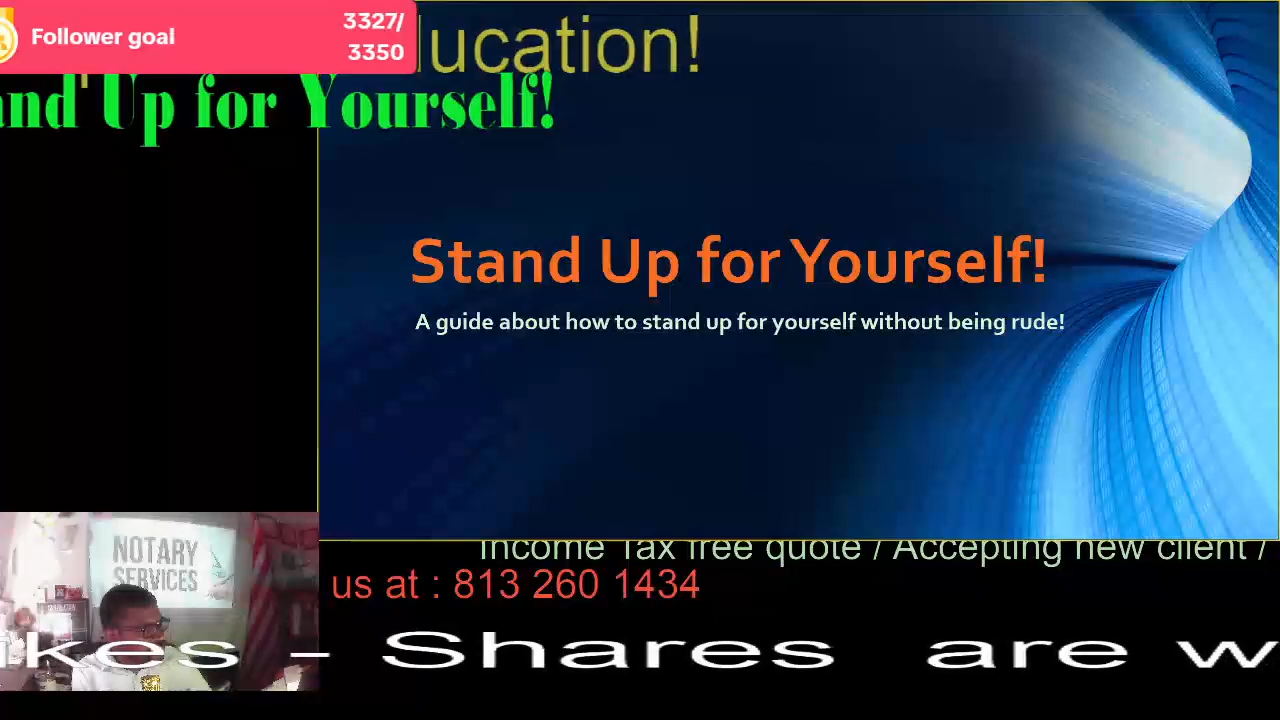 Follower goal
3327/
3350
ucation!
and Up for Yourself!
Stand Up for Yourself!
A guide about how to stand up for yourself without being rude!
NOTARY
SERVICES
Income Tax free quote / Accepting new client /
us at : 813 260 1434
ikes - Shares are w